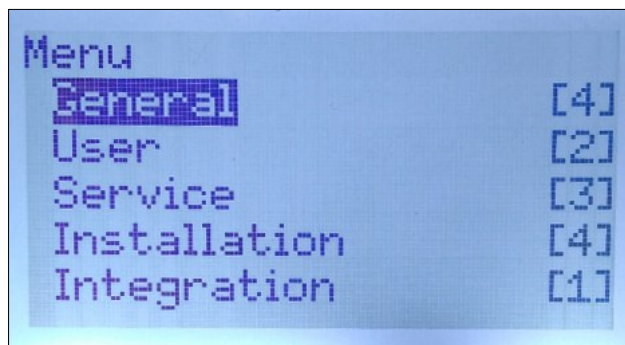 Menu
General [4]
User [2]
Service [3]
Installation [4]
Integration [1]